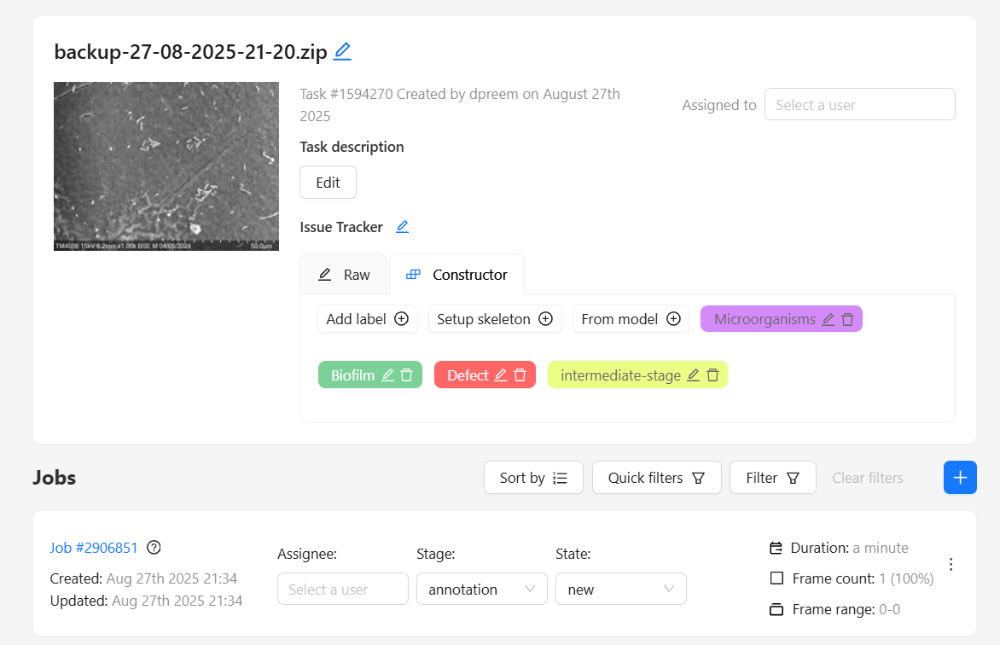 backup-27-08-2025-21-20.zip
Task #1594270 Created by dpreem on August 27th
2025
Assigned to
Select a user
Task description
Edit
Issue Tracker
TM4000 15kV 6.2mm x1.00k BSE M 04/05/2024 50.0µm
Raw
Constructor
Add label
Setup skeleton
From model
Microorganisms
Biofilm
Defect
intermediate-stage
Jobs
Sort by
Quick filters
Filter
Clear filters
Job #2906851
Created: Aug 27th 2025 21:34
Updated: Aug 27th 2025 21:34
Assignee:
Select a user
Stage:
annotation
State:
new
Duration: a minute
Frame count: 1 (100%)
Frame range: 0-0